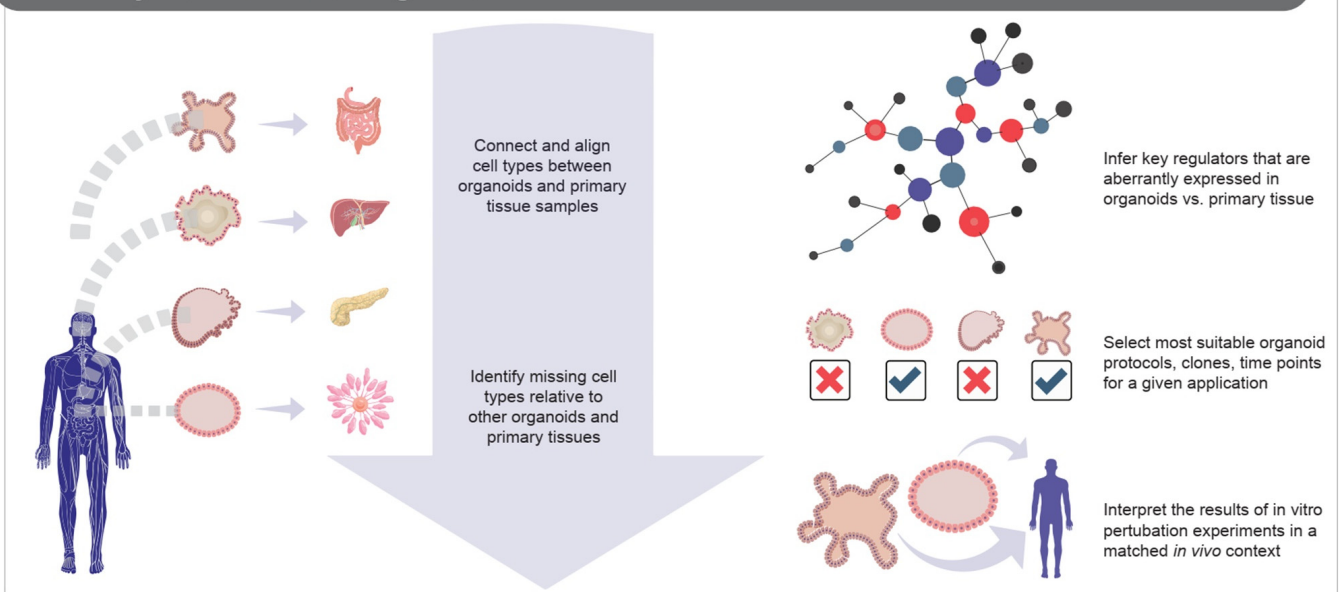 Connect and align
cell types between
organoids and primary
tissue samples
Identify missing cell
types relative to
other organoids and
primary tissues
Infer key regulators that are
aberrantly expressed in
organoids vs. primary tissue
Select most suitable organoid
protocols, clones, time points
for a given application
Interpret the results of in vitro
pertubation experiments in a
matched in vivo context